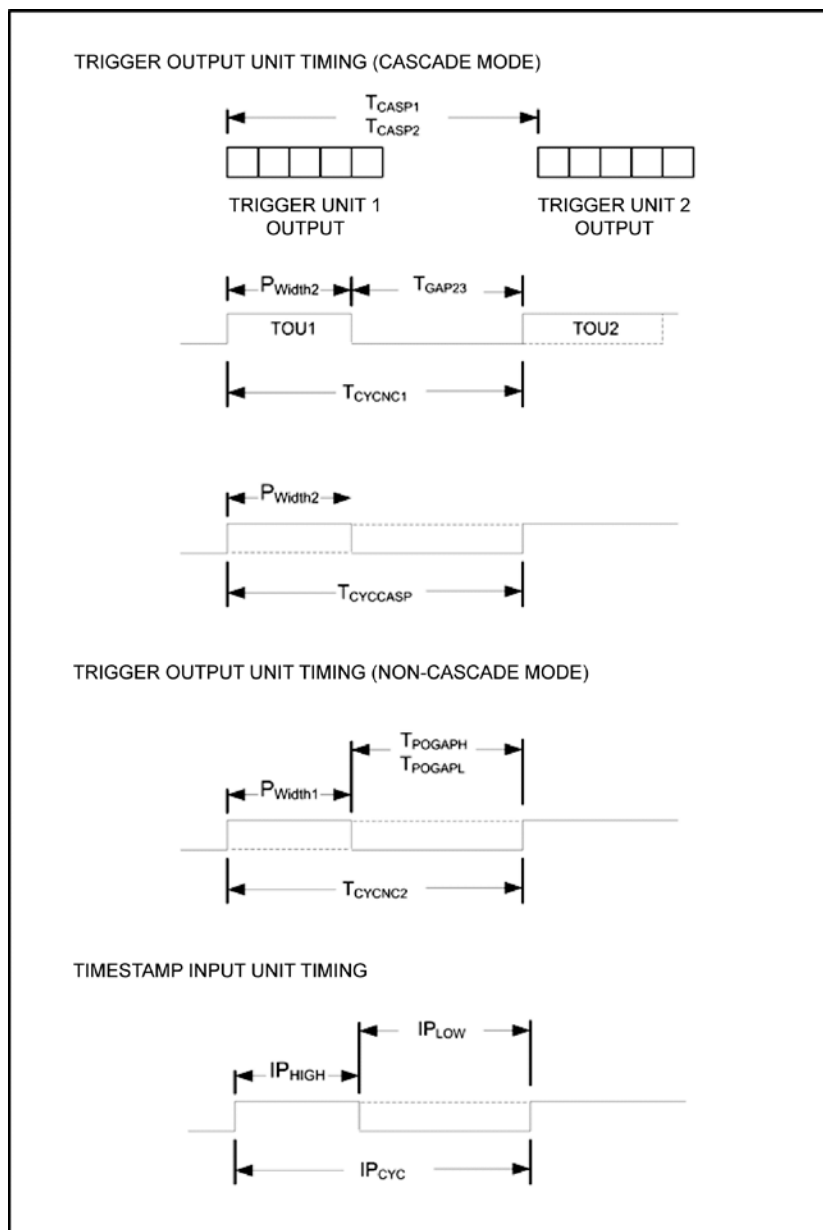 TRIGGER OUTPUT UNIT TIMING (CASCADE MODE)
TCASP1
TCASP2
TRIGGER UNIT 1
OUTPUT
TRIGGER UNIT 2
OUTPUT
PWidth2
TGAP23
TOU1
TOU2
TCYCNC1
PWidth2
TCYCCASP
TRIGGER OUTPUT UNIT TIMING (NON-CASCADE MODE)
TPOGAPH
TPOGAPL
PWidth1
TCYCNC2
TIMESTAMP INPUT UNIT TIMING
IPLOW
IPHIGH
IPCYC